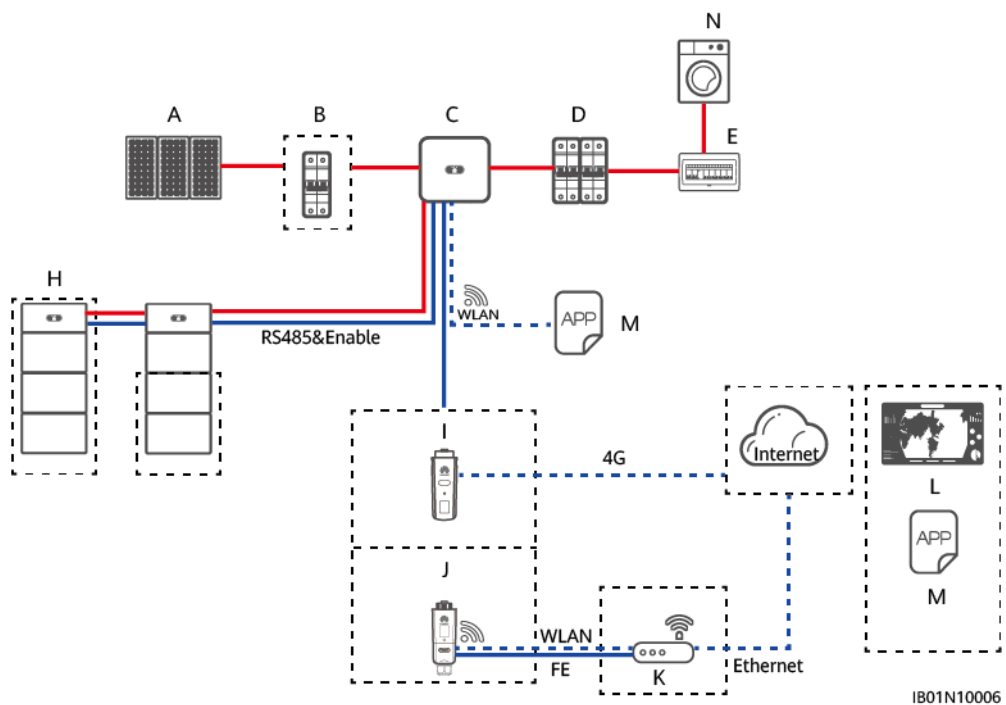 N
A
B
C
D
E
H
WLAN
APP
M
RS485&Enable
I
4G
Internet
L
APP
M
J
WLAN
FE
K
Ethernet
IB01N10006